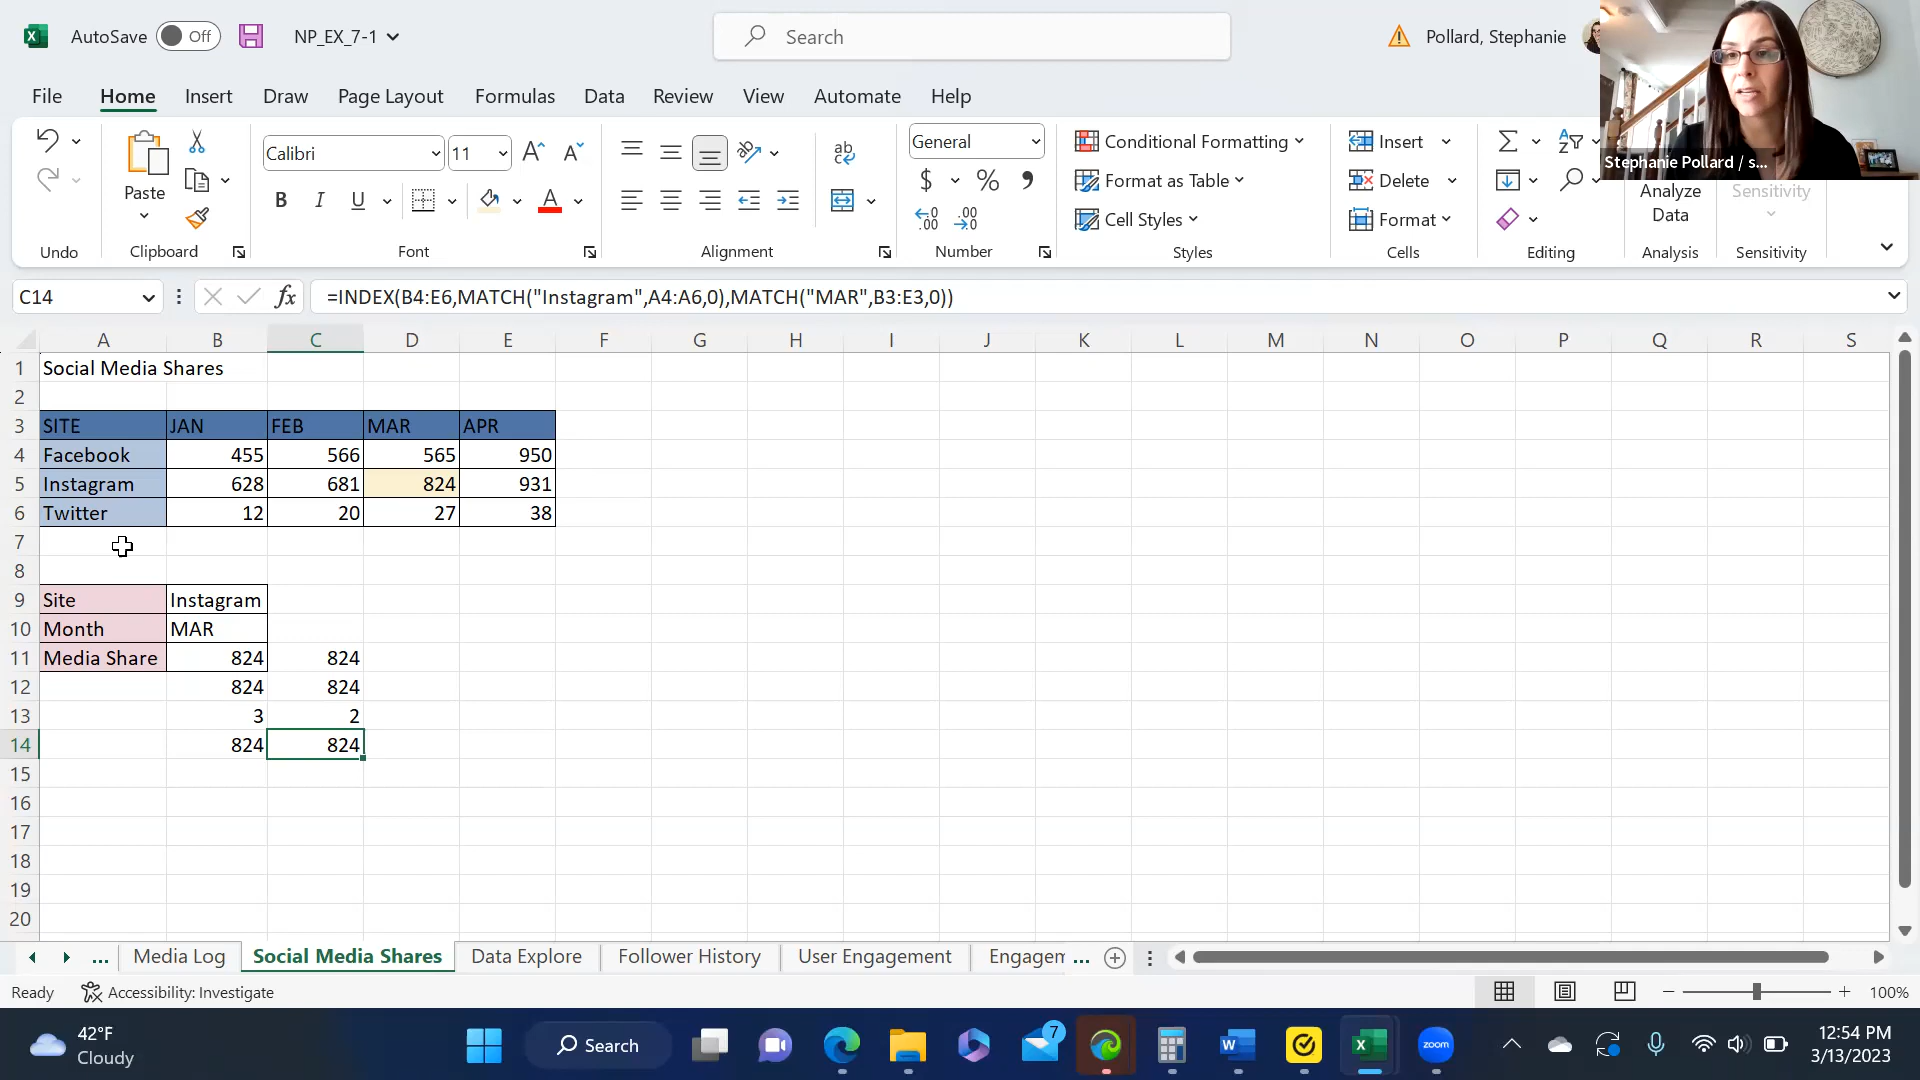 AutoSave Off NP_EX_7-1 Search Pollard, Stephanie
File Home Insert Draw Page Layout Formulas Data Review View Automate Help
Stephanie Pollard / s...
Paste
Calibri 11
B I U A
ab
General
$ % ,
Conditional Formatting
Format as Table
Cell Styles
Insert
Delete
Format
Analyze
Data
Sensitivity
Undo Clipboard Font Alignment Number Styles Cells Editing Analysis Sensitivity
C14 fx =INDEX(B4:E6,MATCH("Instagram",A4:A6,0),MATCH("MAR",B3:E3,0))
A B C D E F G H I J K L M N O P Q R S
1 Social Media Shares
2
3 SITE JAN FEB MAR APR
4 Facebook 455 566 565 950
5 Instagram 628 681 824 931
6 Twitter 12 20 27 38
7
8
9 Site Instagram
10 Month MAR
11 Media Share 824 824
12 824 824
13 3 2
14 824 824
15
16
17
18
19
20
... Media Log Social Media Shares Data Explore Follower History User Engagement Engagem ...
Ready Accessibility: Investigate 100%
42°F
Cloudy
Search
7
zoom
12:54 PM
3/13/2023